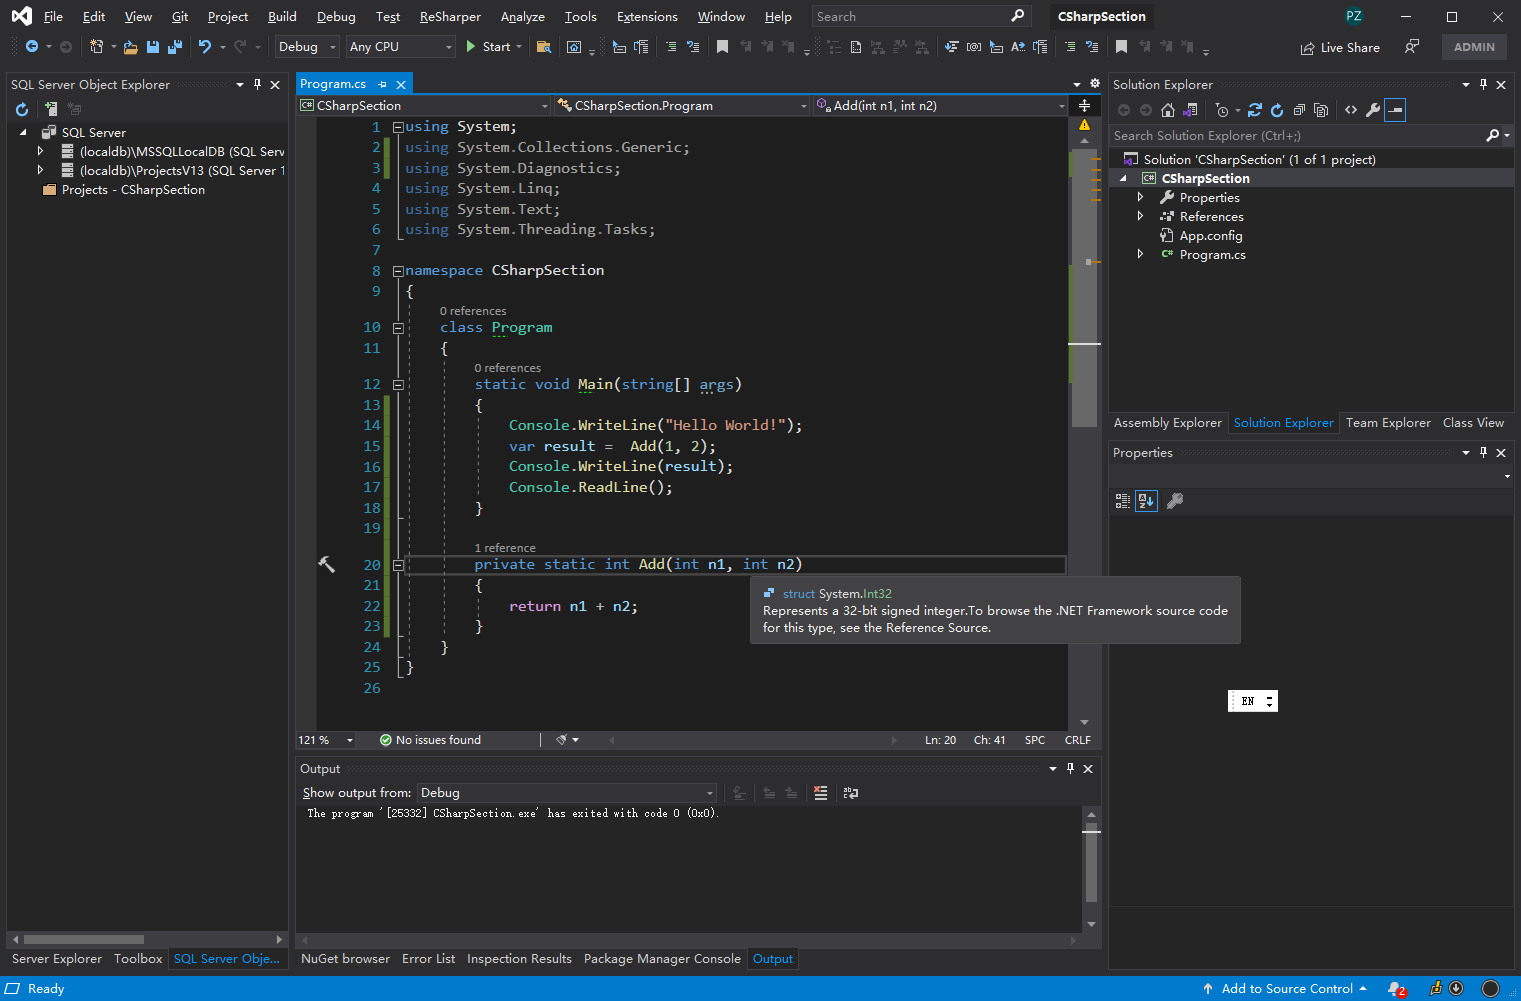 File Edit View Git Project Build Debug Test ReSharper Analyze Tools Extensions Window Help Search CSharpSection PZ
Debug Any CPU Start Live Share ADMIN
SQL Server Object Explorer
SQL Server
(localdb)\MSSQLLocalDB (SQL Serv
(localdb)\ProjectsV13 (SQL Server 1
Projects - CSharpSection
Server Explorer Toolbox SQL Server Obje...
Program.cs
CSharpSection CSharpSection.Program Add(int n1, int n2)
1 using System;
2 using System.Collections.Generic;
3 using System.Diagnostics;
4 using System.Linq;
5 using System.Text;
6 using System.Threading.Tasks;
7
8 namespace CSharpSection
9 {
0 references
10 class Program
11 {
0 references
12 static void Main(string[] args)
13 {
14 Console.WriteLine("Hello World!");
15 var result =  Add(1, 2);
16 Console.WriteLine(result);
17 Console.ReadLine();
18 }
19
1 reference
20 private static int Add(int n1, int n2)
21 {
22 return n1 + n2;
23 }
24 }
25 }
26
struct System.Int32
Represents a 32-bit signed integer.To browse the .NET Framework source code
for this type, see the Reference Source.
121 % No issues found Ln: 20 Ch: 41 SPC CRLF
Output
Show output from: Debug
The program '[25332] CSharpSection.exe' has exited with code 0 (0x0).
NuGet browser Error List Inspection Results Package Manager Console Output
Solution Explorer
Search Solution Explorer (Ctrl+;)
Solution 'CSharpSection' (1 of 1 project)
C# CSharpSection
Properties
References
App.config
C# Program.cs
Assembly Explorer Solution Explorer Team Explorer Class View
Properties
EN
Ready Add to Source Control 2